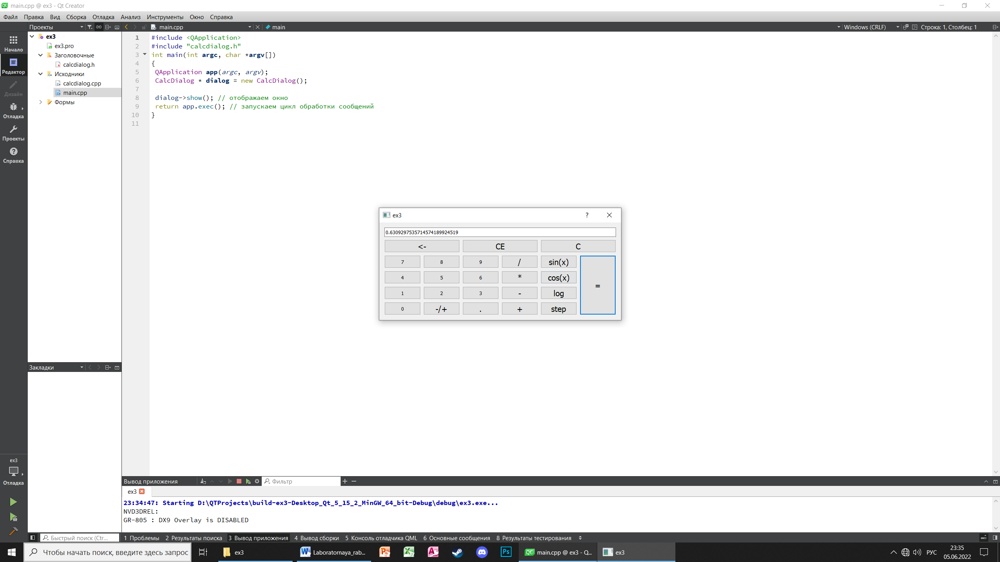 main.cpp @ ex3 - Qt Creator
Файл Правка Вид Сборка Отладка Анализ Инструменты Окно Справка
Проекты main.cpp main Windows (CRLF) Строка: 1, Столбец: 1
Начало
Редактор
Дизайн
Отладка
Проекты
Справка
ex3
ex3.pro
Заголовочные
calcdialog.h
Исходники
calcdialog.cpp
main.cpp
Формы
1 #include <QApplication>
2 #include "calcdialog.h"
3 int main(int argc, char *argv[])
4 {
5 QApplication app(argc, argv);
6 CalcDialog * dialog = new CalcDialog();
7
8 dialog->show(); // отображаем окно
9 return app.exec(); // запускаем цикл обработки сообщений
10 }
11
ex3 ?
0.6309297535714574189924519
<- CE C
7 8 9 / sin(x)
4 5 6 * cos(x)
1 2 3 - log
0 -/+ . + step
=
Закладки
ex3
Отладка
Вывод приложения Фильтр
ex3
23:34:47: Starting D:\QTProjects\build-ex3-Desktop_Qt_5_15_2_MinGW_64_bit-Debug\debug\ex3.exe...
NVD3DREL:
GR-805 : DX9 Overlay is DISABLED
Быстрый поиск (Ctr... 1 Проблемы 2 Результаты поиска 3 Вывод приложения 4 Вывод сборки 5 Консоль отладчика QML 6 Основные сообщения 8 Результаты тестирования
Чтобы начать поиск, введите здесь запрос ex3 Laboratornaya_rab... main.cpp @ ex3 - Q... ex3 РУС 23:35
05.06.2022